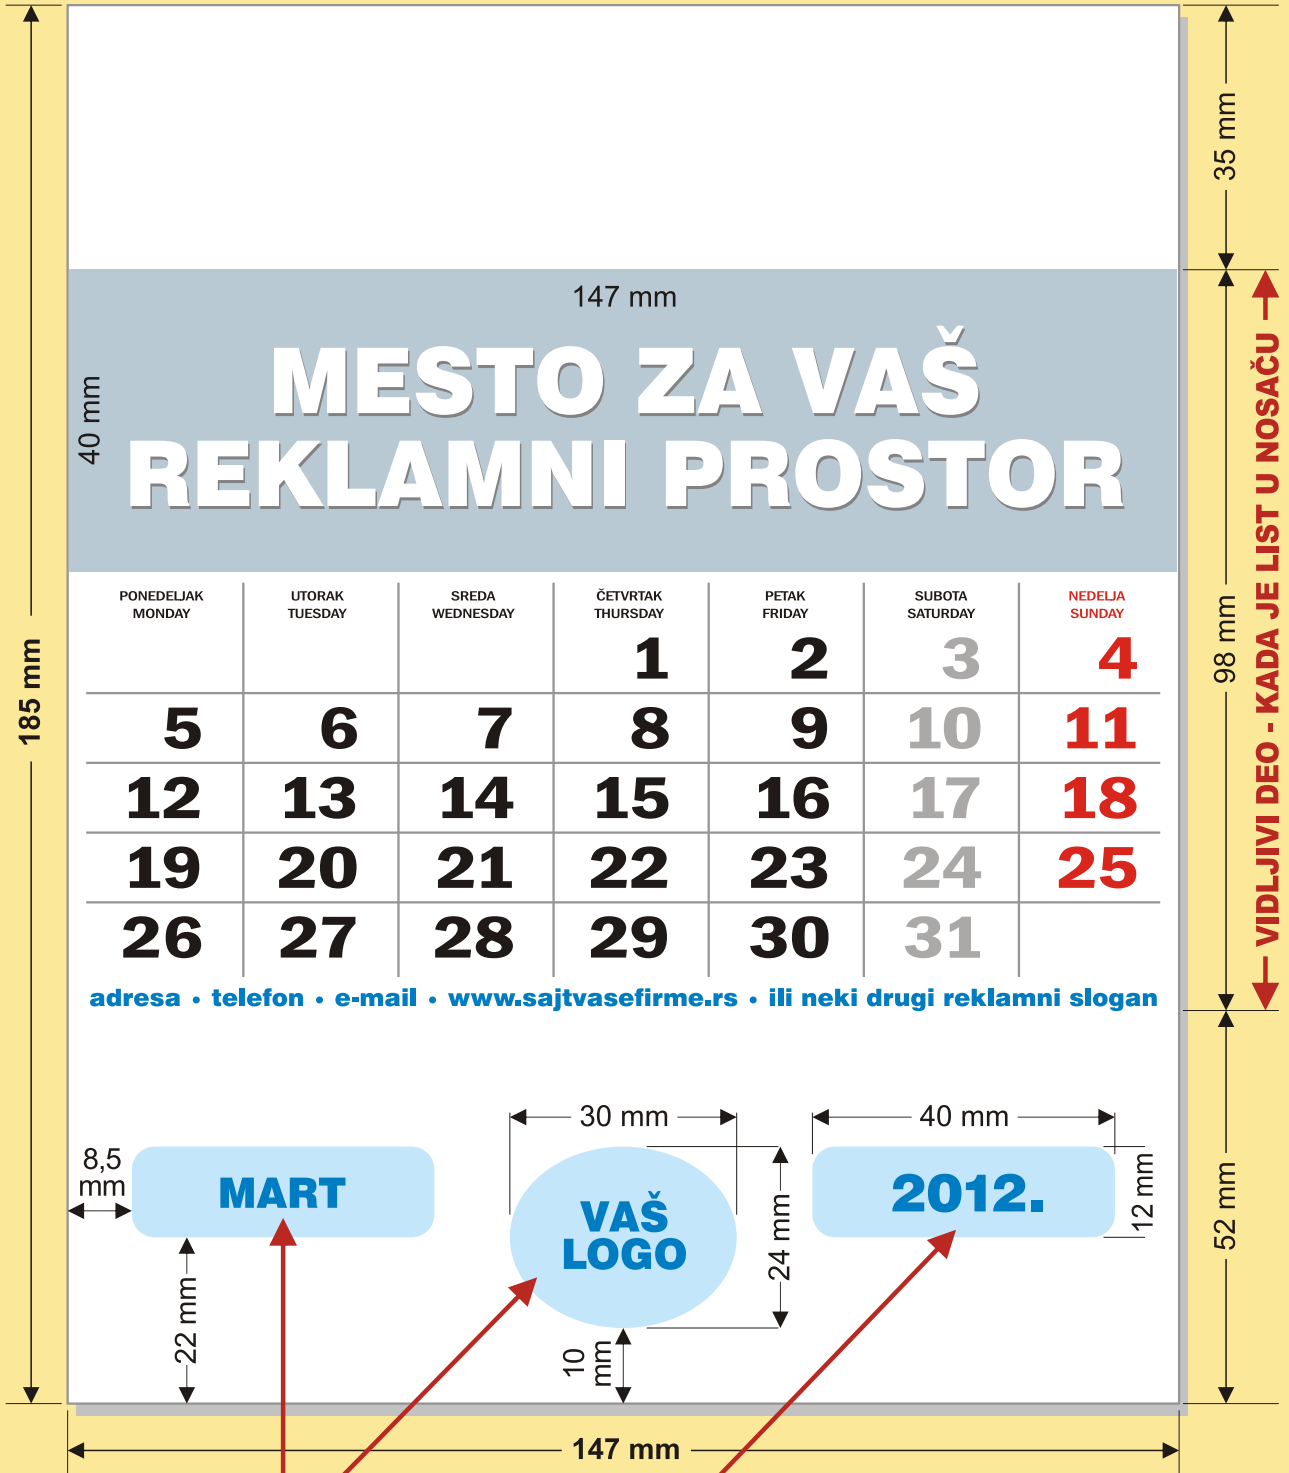 35 mm
147 mm
MESTO ZA VAŠ
REKLAMNI PROSTOR
40 mm
185 mm
98 mm
VIDLJIVI DEO - KADA JE LIST U NOSAČU
PONEDELJAK UTORAK SREDA ČETVRTAK PETAK SUBOTA NEDELJA
MONDAY TUESDAY WEDNESDAY THURSDAY FRIDAY SATURDAY SUNDAY
1 2 3 4
5 6 7 8 9 10 11
12 13 14 15 16 17 18
19 20 21 22 23 24 25
26 27 28 29 30 31
adresa • telefon • e-mail • www.sajtvasefirme.rs • ili neki drugi reklamni slogan
30 mm
40 mm
8,5
mm
MART
VAŠ
LOGO
2012.
12 mm
24 mm
52 mm
22 mm
10
mm
147 mm